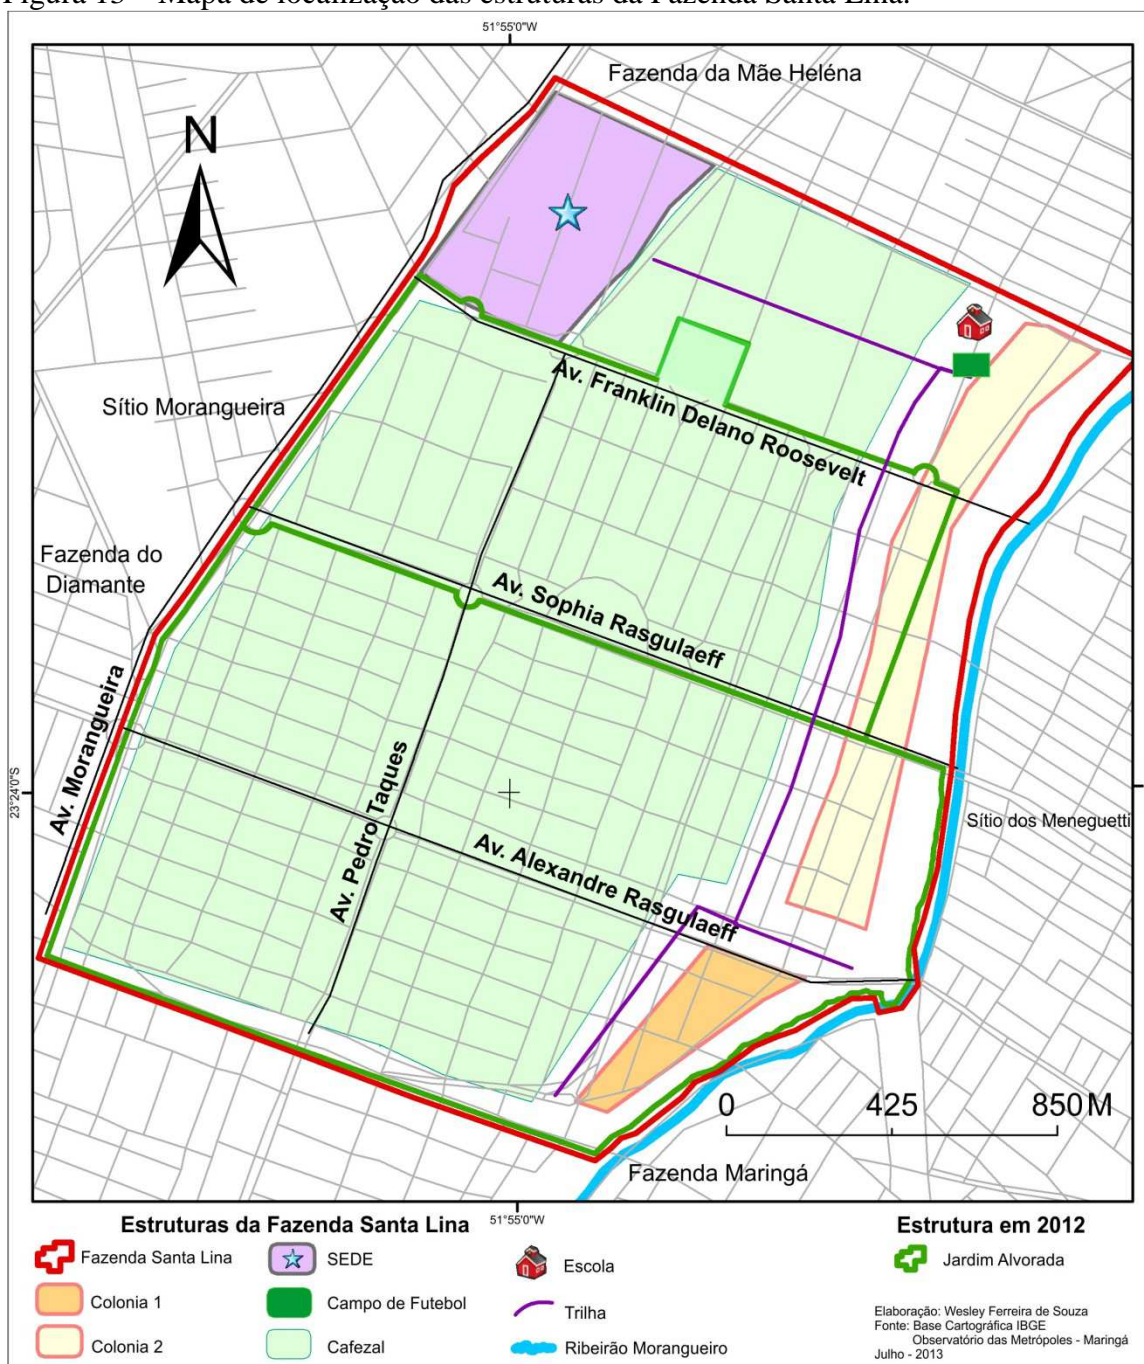 Figura 15 – Mapa de localização das estruturas da Fazenda Santa Lina.
51°55'0"W
Fazenda da Mãe Heléna
N
Sítio Morangueira
Av. Franklin Delano Roosevelt
Fazenda do
Diamante
Av. Sophia Rasgulaeff
Av. Morangueira
Av. Pedro Taques
23°24'0"S
Sítio dos Meneguetti
Av. Alexandre Rasgulaeff
0 425 850 M
Fazenda Maringá
51°55'0"W
Estruturas da Fazenda Santa Lina
Fazenda Santa Lina
Colonia 1
Colonia 2
SEDE
Campo de Futebol
Cafezal
Escola
Trilha
Ribeirão Morangueiro
Estrutura em 2012
Jardim Alvorada
Elaboração: Wesley Ferreira de Souza
Fonte: Base Cartográfica IBGE
Observatório das Metrópoles - Maringá
Julho - 2013